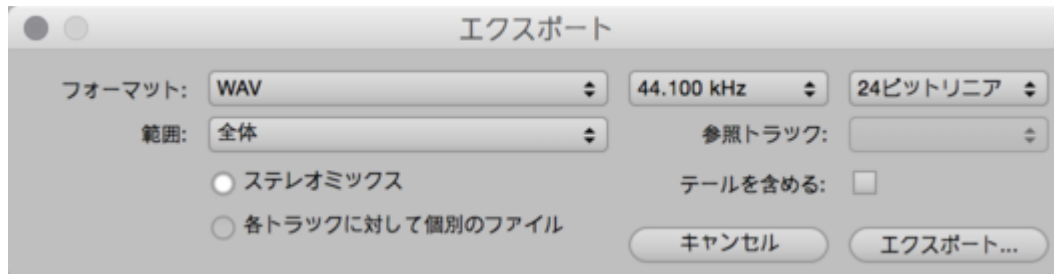 エクスポート
フォーマット: WAV 44.100 kHz 24ビットリニア
範囲: 全体 参照トラック:
ステレオミックス テールを含める:
各トラックに対して個別のファイル
キャンセル エクスポート...